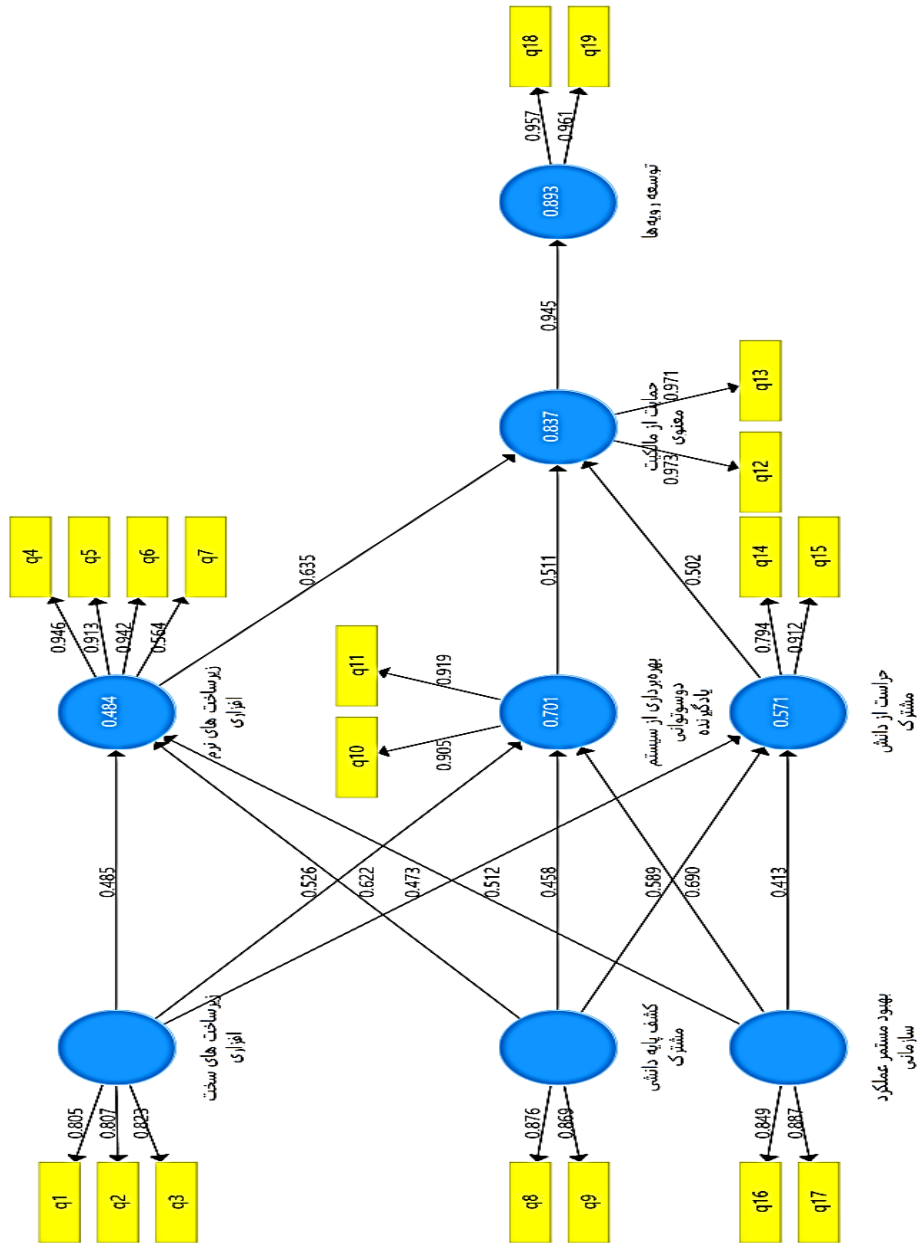 q1
q2
q3
0.805
0.807
0.823
زیرساخت های سخت
افزاری
q8
q9
0.876
0.869
کشف پایه دانشی
مشترک
q16
q17
0.849
0.887
بهبود مستمر عملکرد
سازمانی
0.485
0.526
0.622
0.473
0.512
0.458
0.589
0.690
0.413
q4
q5
q6
q7
0.946
0.913
0.942
0.564
0.484
زیرساخت های نرم
افزاری
q10
q11
0.905
0.919
0.701
بهره‌برداری از سیستم
دوسوتوانی
یادگیرنده
q14
q15
0.794
0.912
0.571
حراست از دانش
مشترک
0.635
0.511
0.502
0.837
حمایت از مالکیت
معنوی
0.973
0.971
q12
q13
0.945
0.893
توسعه رویه‌ها
0.957
0.961
q18
q19